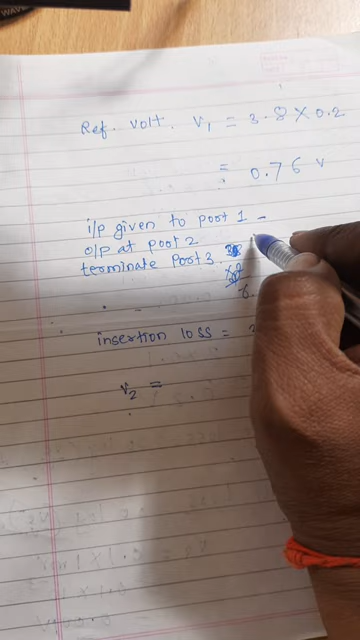 Ref. volt. V₁ = 3.8 × 0.2
= 0.76 v
i/p given to port 1 -
o/p at port 2
terminate port 3.
insertion loss =
V₂ =